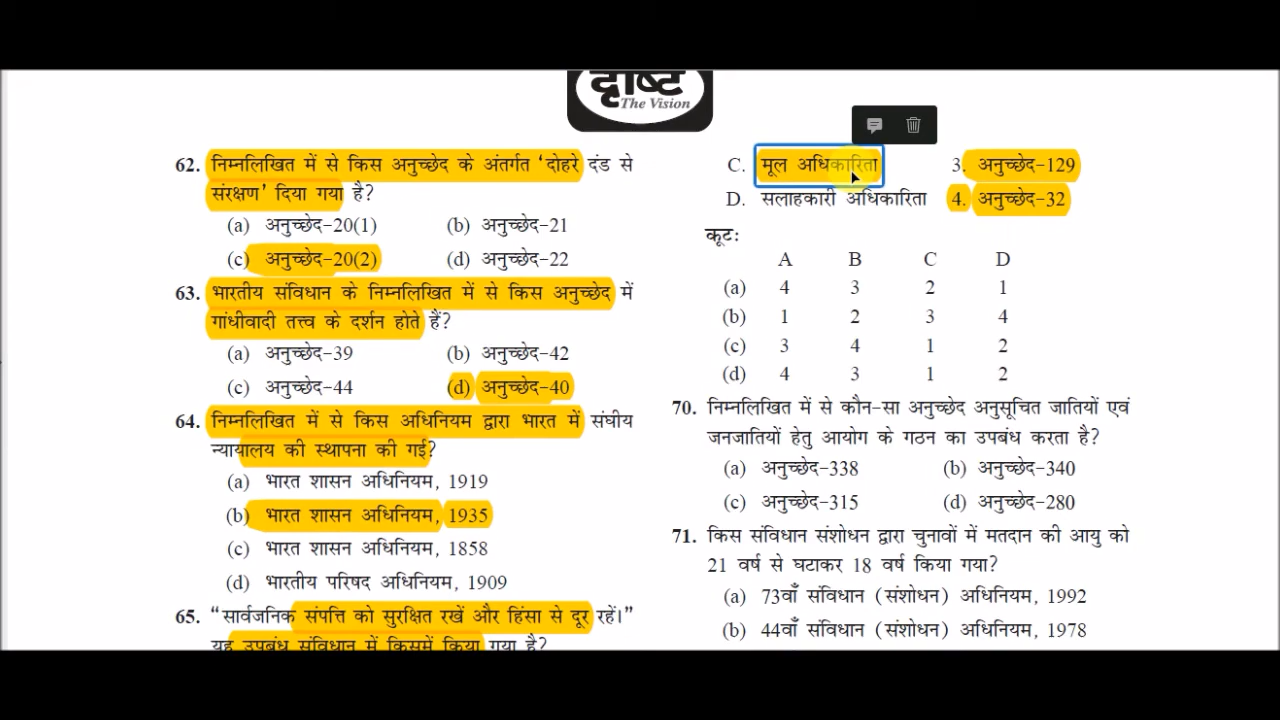 दृष्टि
The Vision
62. निम्नलिखित में से किस अनुच्छेद के अंतर्गत 'दोहरे दंड से
संरक्षण' दिया गया है?
(a) अनुच्छेद-20(1) (b) अनुच्छेद-21
(c) अनुच्छेद-20(2) (d) अनुच्छेद-22
63. भारतीय संविधान के निम्नलिखित में से किस अनुच्छेद में
गांधीवादी तत्त्व के दर्शन होते हैं?
(a) अनुच्छेद-39 (b) अनुच्छेद-42
(c) अनुच्छेद-44 (d) अनुच्छेद-40
64. निम्नलिखित में से किस अधिनियम द्वारा भारत में संघीय
न्यायालय की स्थापना की गई?
(a) भारत शासन अधिनियम, 1919
(b) भारत शासन अधिनियम, 1935
(c) भारत शासन अधिनियम, 1858
(d) भारतीय परिषद अधिनियम, 1909
65. "सार्वजनिक संपत्ति को सुरक्षित रखें और हिंसा से दूर रहें।"
यह उपबंध संविधान में किसमें किया गया है?
C. मूल अधिकारिता 3. अनुच्छेद-129
D. सलाहकारी अधिकारिता 4. अनुच्छेद-32
कूटः
A B C D
(a) 4 3 2 1
(b) 1 2 3 4
(c) 3 4 1 2
(d) 4 3 1 2
70. निम्नलिखित में से कौन-सा अनुच्छेद अनुसूचित जातियों एवं
जनजातियों हेतु आयोग के गठन का उपबंध करता है?
(a) अनुच्छेद-338 (b) अनुच्छेद-340
(c) अनुच्छेद-315 (d) अनुच्छेद-280
71. किस संविधान संशोधन द्वारा चुनावों में मतदान की आयु को
21 वर्ष से घटाकर 18 वर्ष किया गया?
(a) 73वाँ संविधान (संशोधन) अधिनियम, 1992
(b) 44वाँ संविधान (संशोधन) अधिनियम, 1978